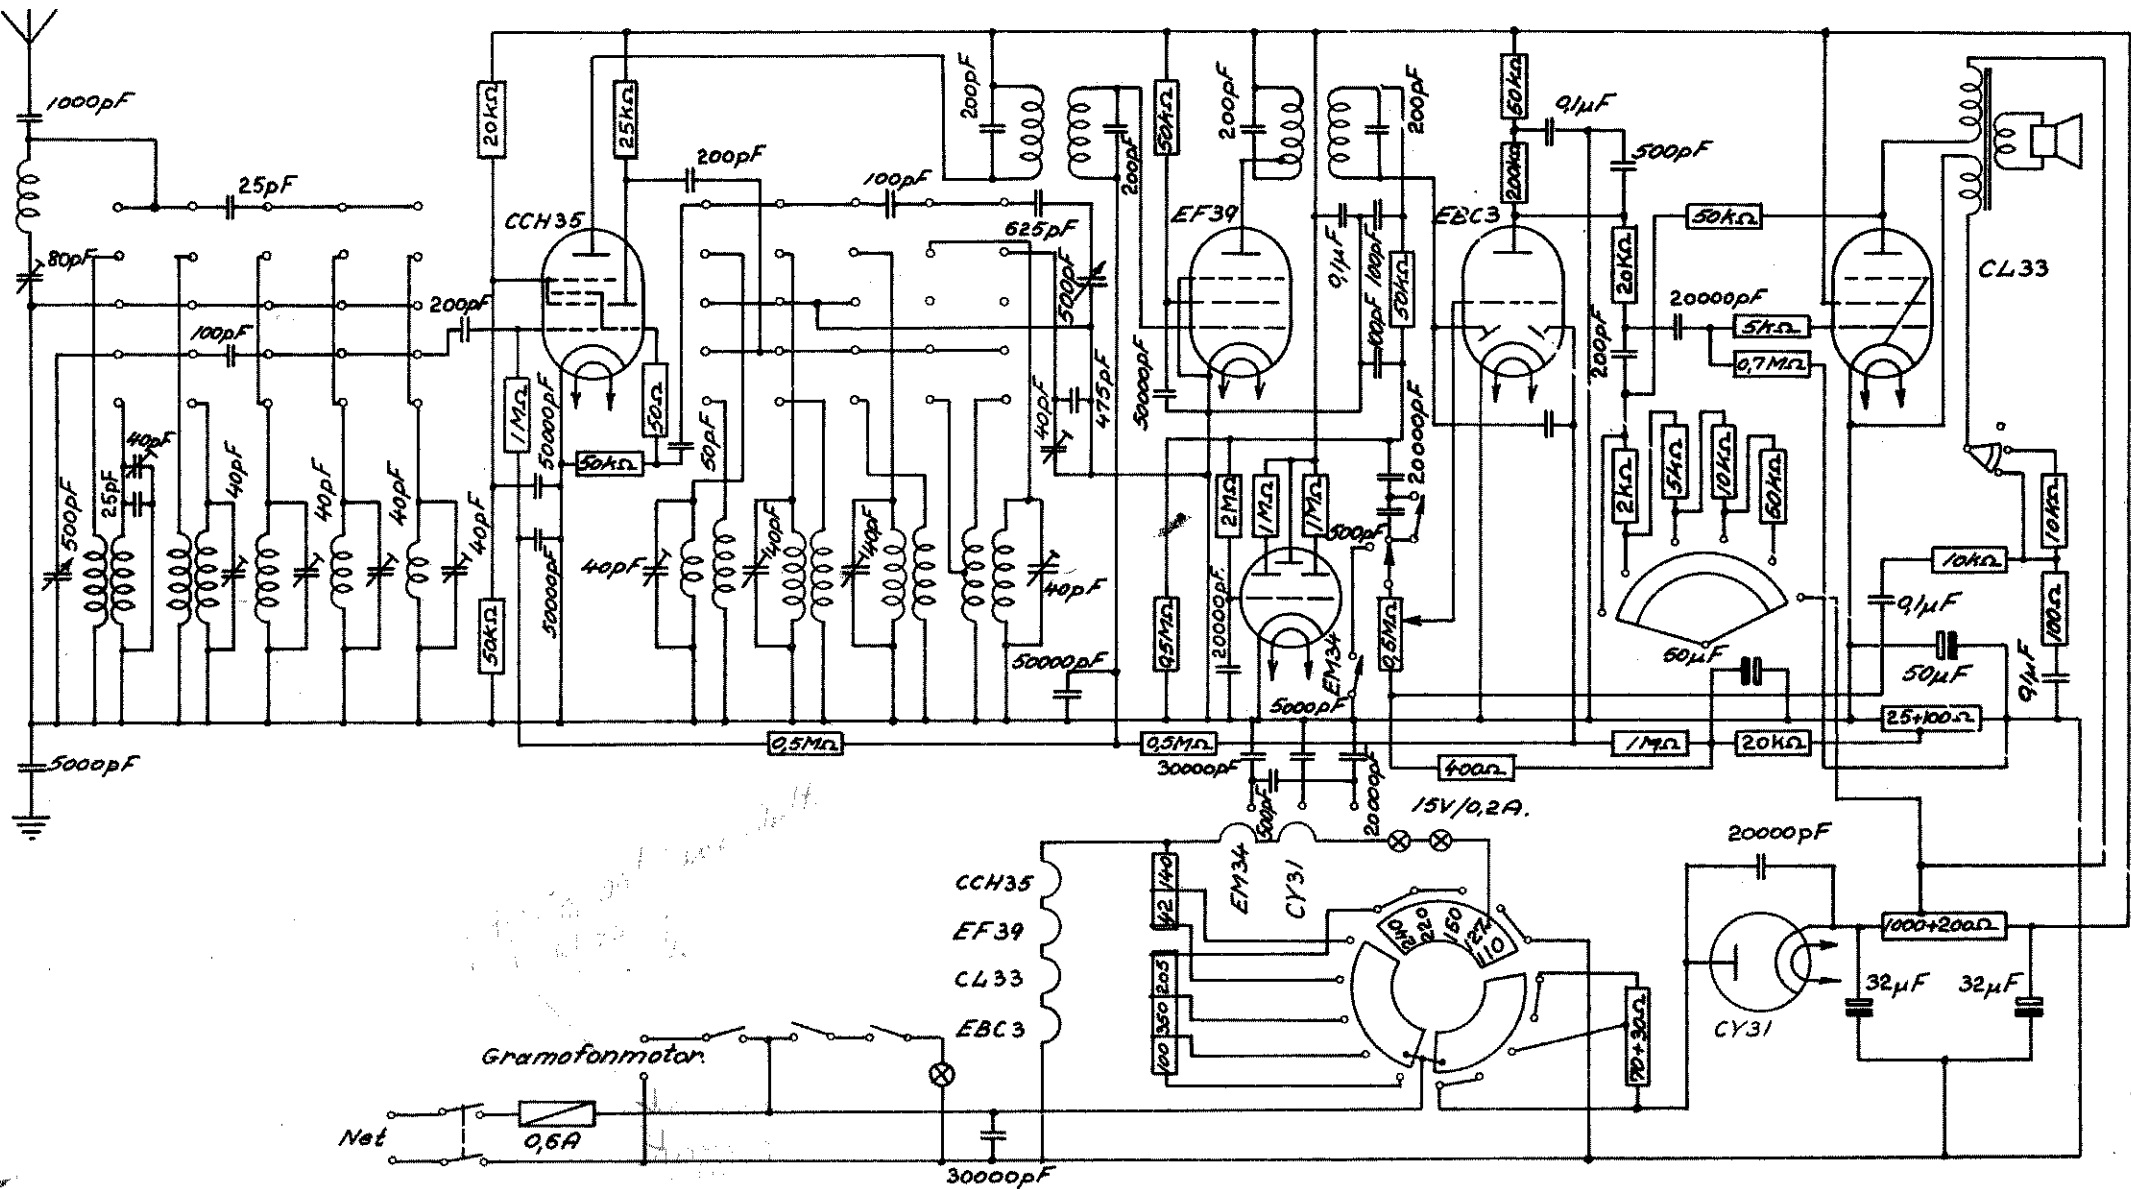 1000pF
25pF
80pF
100pF
200pF
500pF
25pF
40pF
40pF
40pF
40pF
40pF
5000pF
20kΩ
25kΩ
CCH35
200pF
100pF
625pF
500pF
475pF
40pF
1MΩ
50000pF
50000pF
50kΩ
50Ω
50pF
50kΩ
40pF
40pF
40pF
40pF
50000pF
200pF
200pF
50kΩ
200pF
200pF
EF39
0,1µF
100pF
100pF
50kΩ
50000pF
EBC3
50kΩ
0,1µF
200kΩ
500pF
20kΩ
200pF
20000pF
50kΩ
5kΩ
0,7MΩ
CL33
2kΩ
5kΩ
10kΩ
50kΩ
10kΩ
10kΩ
100Ω
0,1µF
0,1µF
50µF
50µF
2MΩ
1MΩ
1MΩ
20000pF
500pF
0,5MΩ
20000pF
EM34
0,5MΩ
5000pF
25+100Ω
0,5MΩ
0,5MΩ
1MΩ
20kΩ
400Ω
30000pF
500pF
20000pF
15V/0,2A.
CCH35
EF39
CL33
EBC3
140
42
205
350
100
EM34
CY31
240
220
150
127
110
70+30Ω
20000pF
1000+200Ω
32µF
32µF
CY31
Gramofonmotor.
Net
0,6A
30000pF